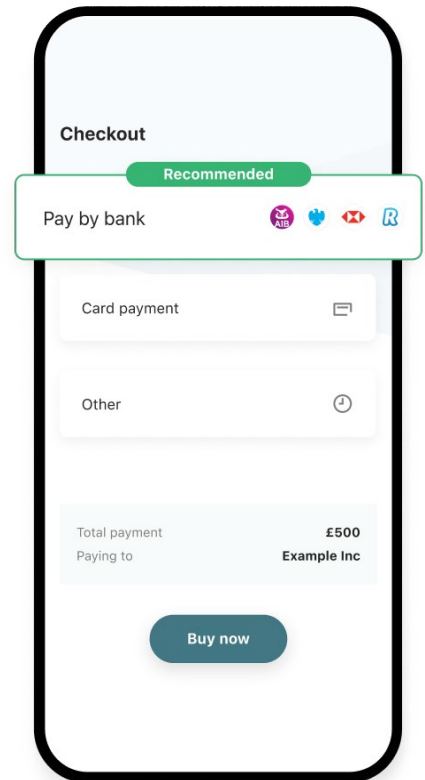 Checkout
Recommended
Pay by bank
AIB
R
Card payment
Other
Total payment £500
Paying to Example Inc
Buy now